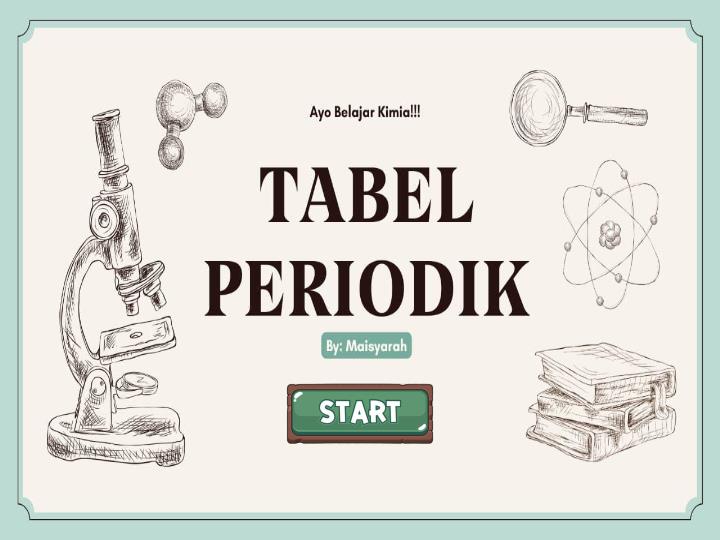 Ayo Belajar Kimia!!!
TABEL
PERIODIK
By: Maisyarah
START